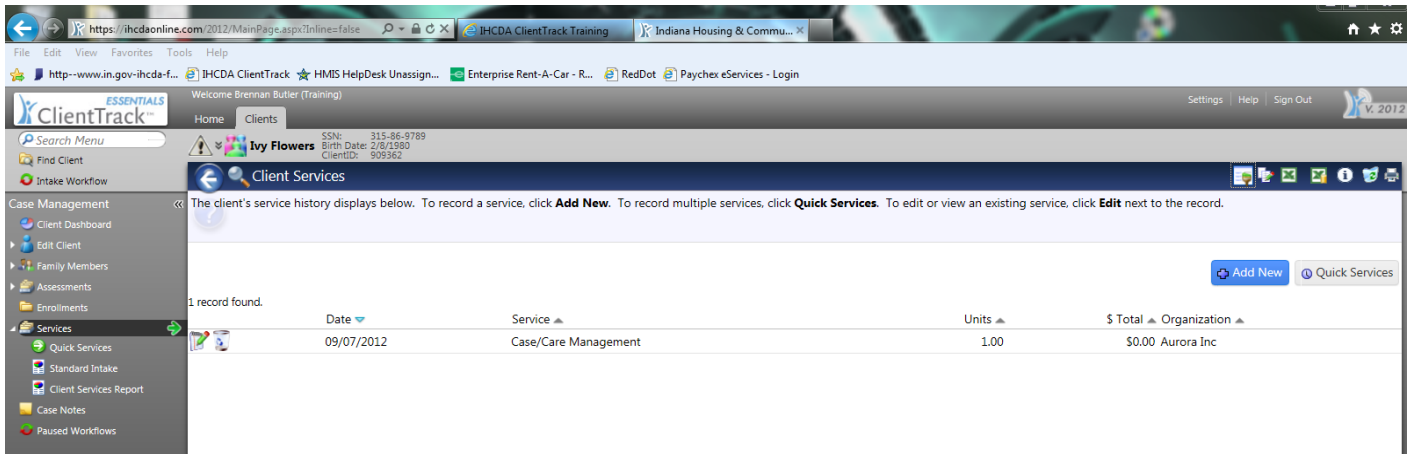 https://ihcdaonline.com/2012/MainPage.aspx?Inline=false
IHCDA ClientTrack Training
Indiana Housing & Commu...
File Edit View Favorites Tools Help
http--www.in.gov-ihcda-f... IHCDA ClientTrack HMIS HelpDesk Unassign... Enterprise Rent-A-Car - R... RedDot Paychex eServices - Login
ESSENTIALS
ClientTrack
Welcome Brennan Butler (Training)
Settings | Help | Sign Out
V. 2012
Home Clients
Search Menu
Find Client
Intake Workflow
Ivy Flowers
SSN: 315-86-9789
Birth Date: 2/8/1980
ClientID: 909362
Client Services
Case Management
The client's service history displays below. To record a service, click Add New. To record multiple services, click Quick Services. To edit or view an existing service, click Edit next to the record.
Client Dashboard
Edit Client
Family Members
Assessments
Enrollments
Services
Quick Services
Standard Intake
Client Services Report
Case Notes
Paused Workflows
Add New Quick Services
1 record found.
Date Service Units $ Total Organization
09/07/2012 Case/Care Management 1.00 $0.00 Aurora Inc